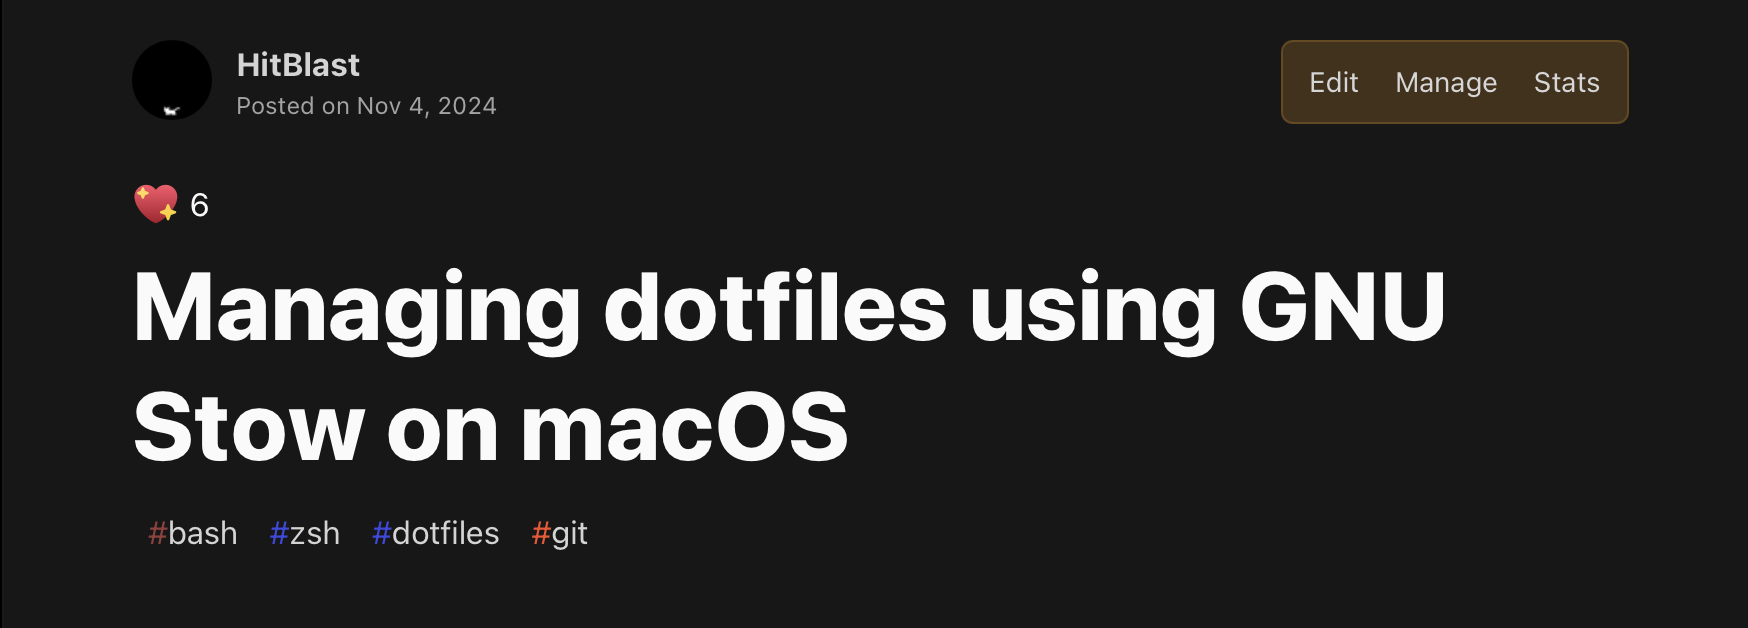 HitBlast
Posted on Nov 4, 2024
Edit Manage Stats
6
Managing dotfiles using GNU
Stow on macOS
#bash #zsh #dotfiles #git